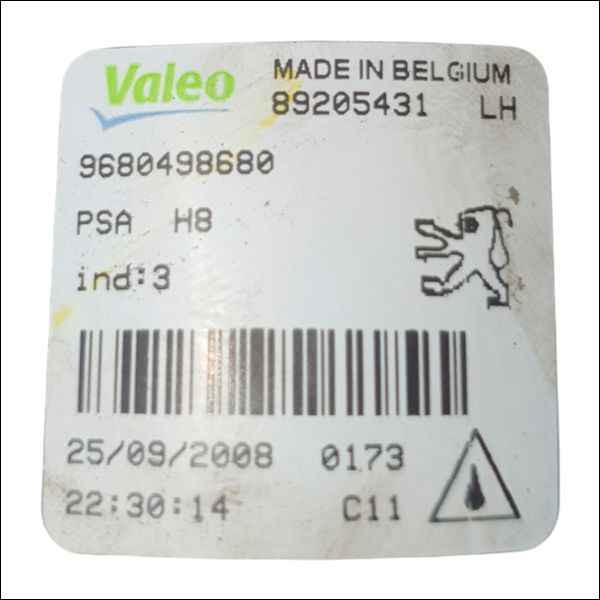 Valeo MADE IN BELGIUM
89205431 LH
9680498680
PSA H8
ind:3
25/09/2008 0173
22:30:14 C11